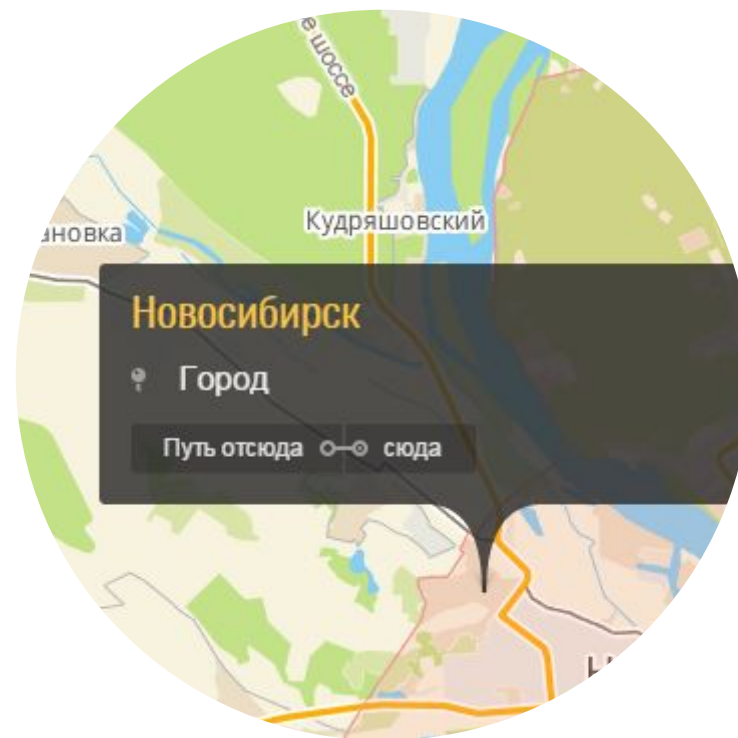 е шоссе
Кудряшовский
ановка
Новосибирск
Город
Путь отсюда сюда
Н